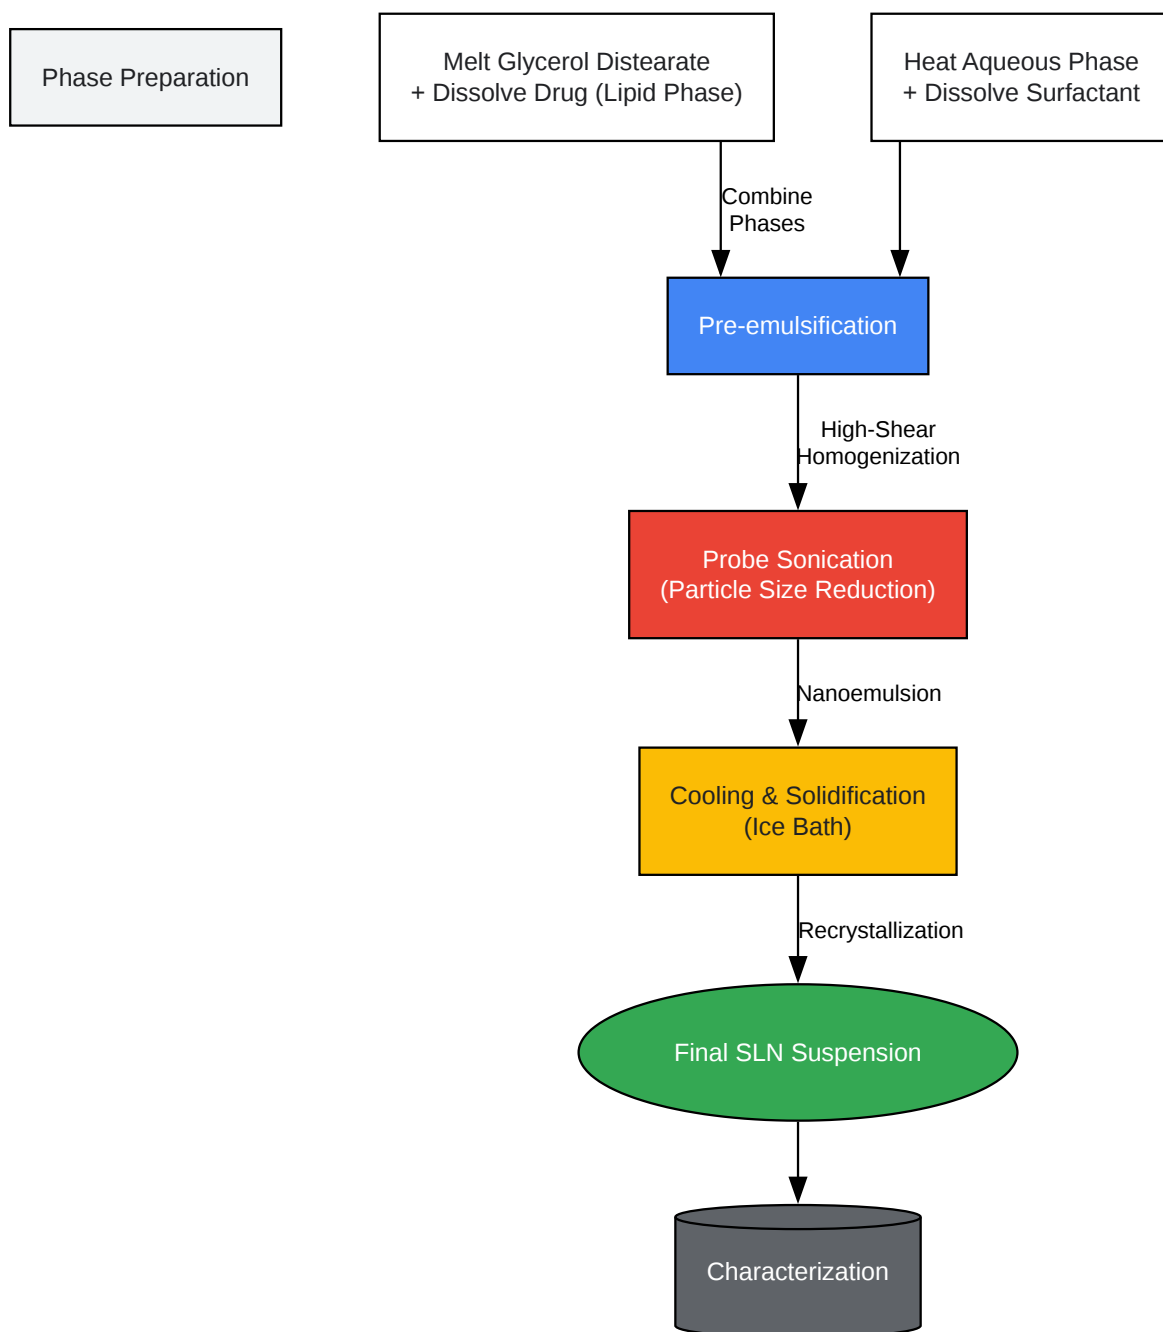 Phase Preparation
Melt Glycerol Distearate
+ Dissolve Drug (Lipid Phase)
Heat Aqueous Phase
+ Dissolve Surfactant
Combine
Phases
Pre-emulsification
High-Shear
Homogenization
Probe Sonication
(Particle Size Reduction)
Nanoemulsion
Cooling & Solidification
(Ice Bath)
Recrystallization
Final SLN Suspension
Characterization